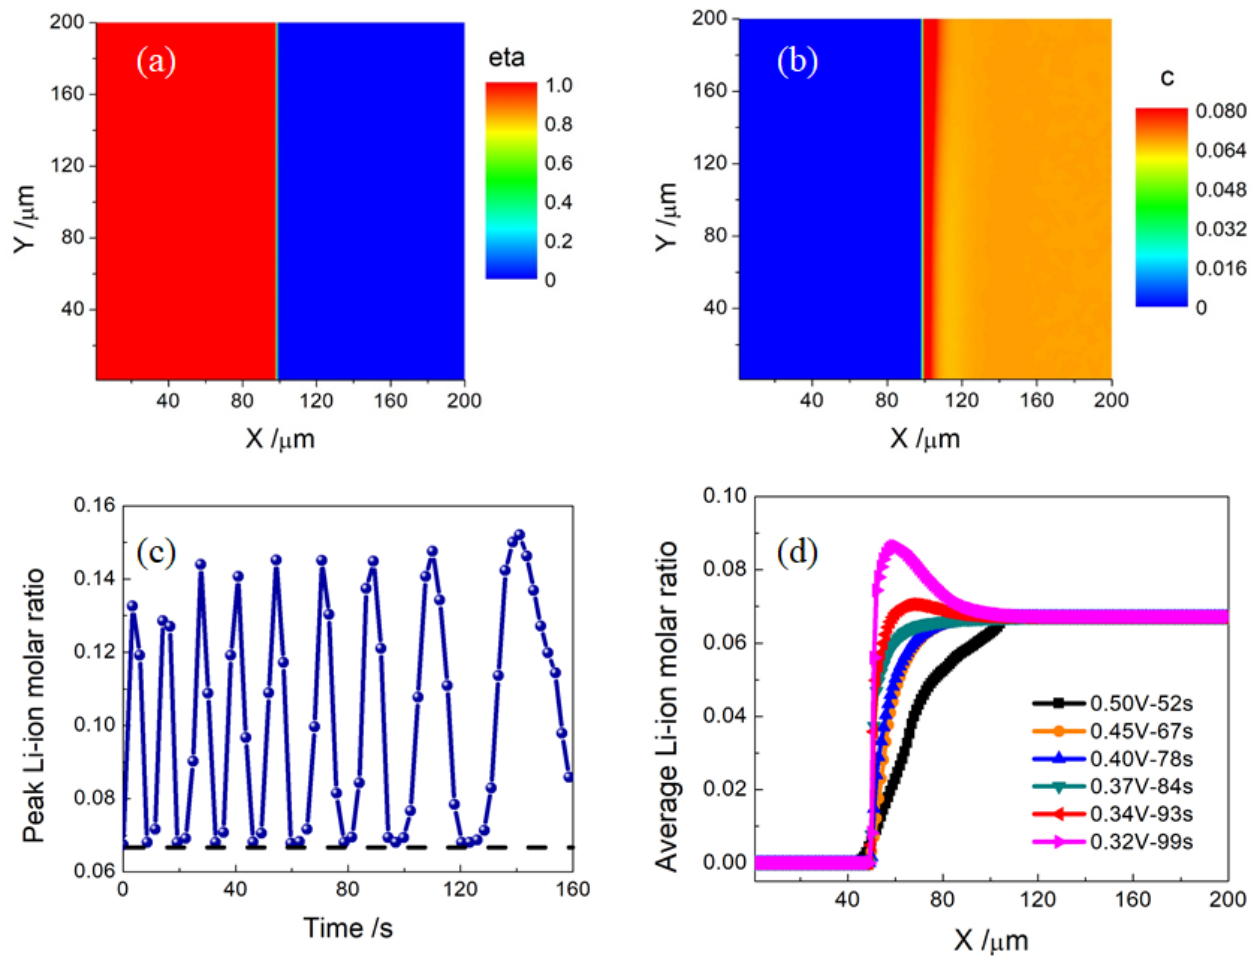 200
160
120
80
40
Y /μm
(a)
eta
1.0
0.8
0.6
0.4
0.2
0
40
80
120
160
200
X /μm
200
160
120
80
40
Y /μm
(b)
c
0.080
0.064
0.048
0.032
0.016
0
40
80
120
160
200
X /μm
0.16
0.14
0.12
0.10
0.08
0.06
Peak Li-ion molar ratio
(c)
0
40
80
120
160
Time /s
0.10
0.08
0.06
0.04
0.02
0.00
Average Li-ion molar ratio
(d)
0.50V-52s
0.45V-67s
0.40V-78s
0.37V-84s
0.34V-93s
0.32V-99s
40
80
120
160
200
X /μm